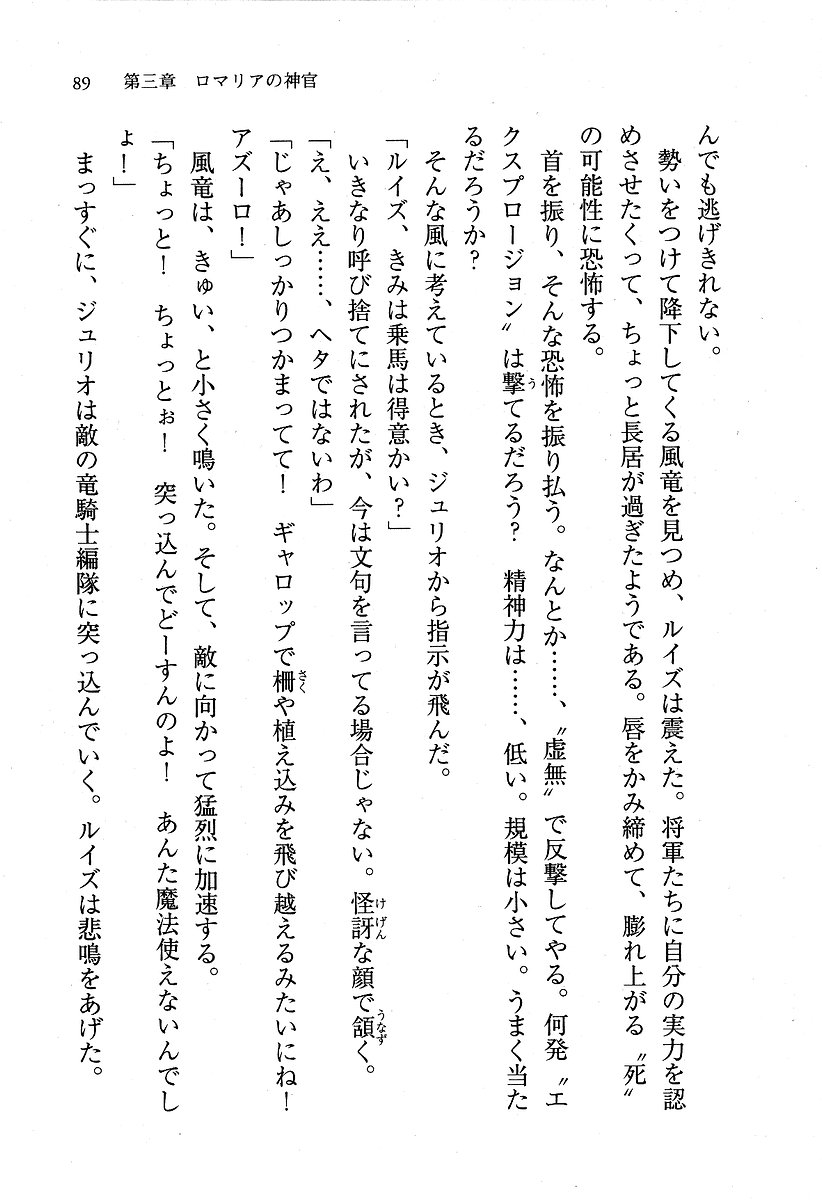 89　第三章　ロマリアの神官
んでも逃げきれない。
　勢いをつけて降下してくる風竜を見つめ、ルイズは震えた。将軍たちに自分の実力を認
めさせたくって、ちょっと長居が過ぎたようである。唇をかみ締めて、膨れ上がる〝死〟
の可能性に恐怖する。
　首を振り、そんな恐怖を振り払う。なんとか……、〝虚無〟で反撃してやる。何発〝エ
クスプロージョン〟は撃てるだろう？　精神力は……、低い。規模は小さい。うまく当た
るだろうか？
　そんな風に考えているとき、ジュリオから指示が飛んだ。
「ルイズ、きみは乗馬は得意かい？」
　いきなり呼び捨てにされたが、今は文句を言ってる場合じゃない。怪訝な顔で頷く。
「え、ええ……、ヘタではないわ」
「じゃあしっかりつかまってて！　ギャロップで柵や植え込みを飛び越えるみたいにね！
アズーロ！」
　風竜は、きゅい、と小さく鳴いた。そして、敵に向かって猛烈に加速する。
「ちょっと！　ちょっとぉ！　突っ込んでどーすんのよ！　あんた魔法使えないんでし
ょ！」
　まっすぐに、ジュリオは敵の竜騎士編隊に突っ込んでいく。ルイズは悲鳴をあげた。